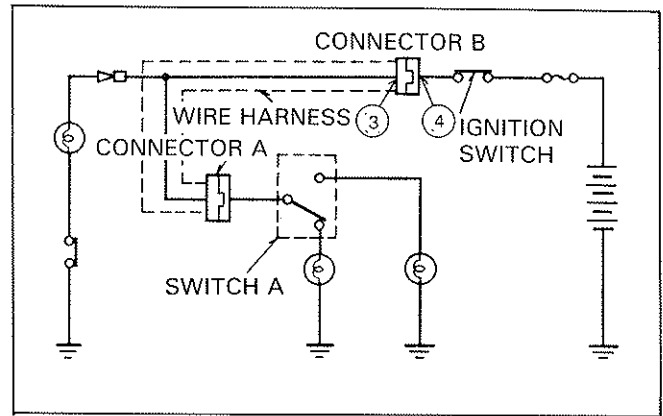 CONNECTOR B
WIRE HARNESS 3 4 IGNITION
SWITCH
CONNECTOR A
SWITCH A